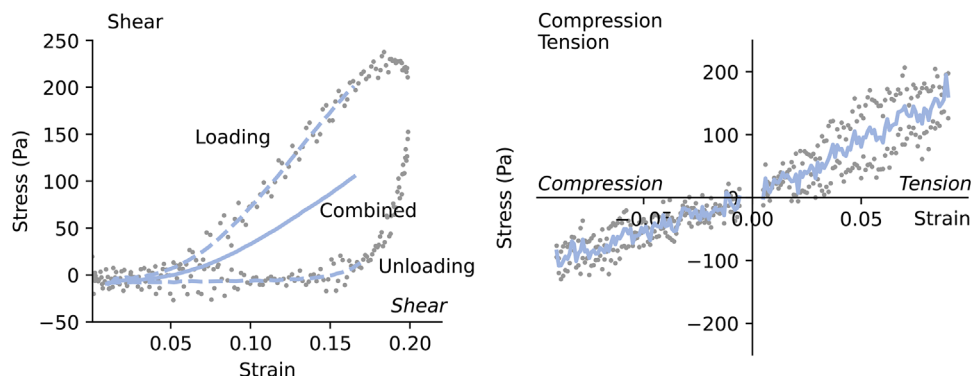 Shear
250
200
150
100
50
0
−50
Stress (Pa)
Loading
Combined
Unloading
Shear
0.05
0.10
0.15
0.20
Strain
Compression
Tension
200
100
0
−100
−200
Stress (Pa)
Compression
Tension
−0.05
0.00
0.05
Strain